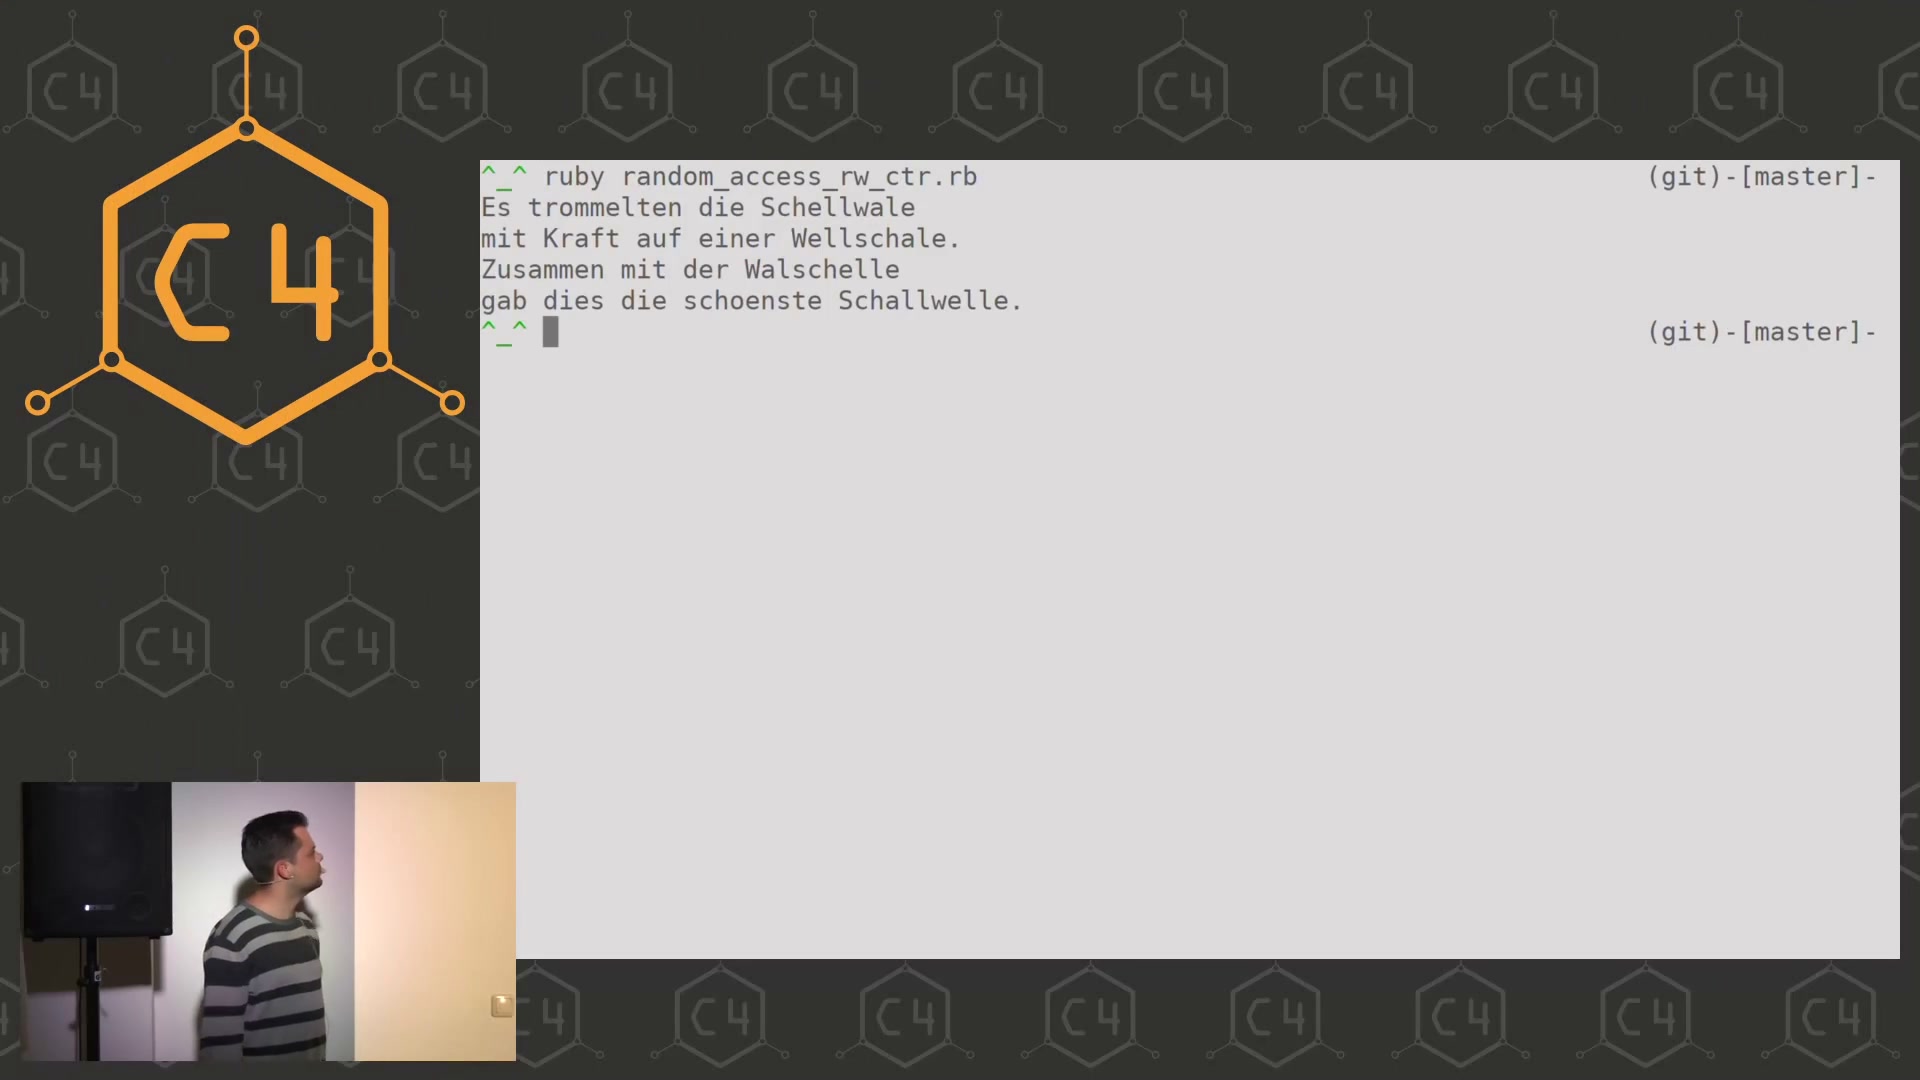 C4
^_^ ruby random_access_rw_ctr.rb (git)-[master]-
Es trommelten die Schellwale
mit Kraft auf einer Wellschale.
Zusammen mit der Walschelle
gab dies die schoenste Schallwelle.
^_^ (git)-[master]-